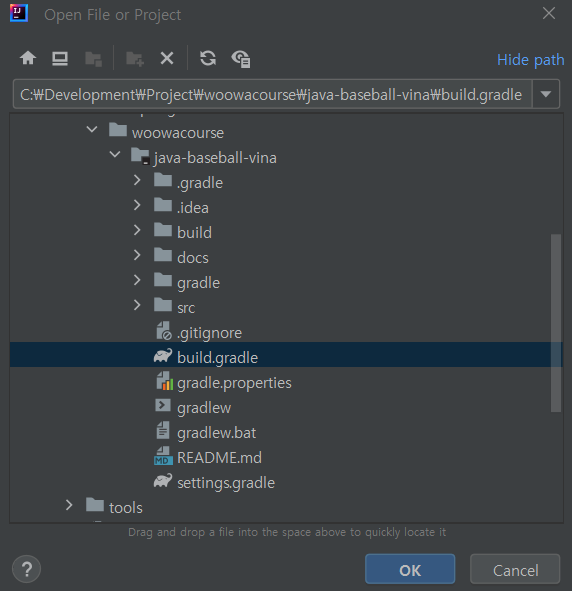 Open File or Project
Hide path
C:₩Development₩Project₩woowacourse₩java-baseball-vina₩build.gradle
woowacourse
java-baseball-vina
.gradle
.idea
build
docs
gradle
src
.gitignore
build.gradle
gradle.properties
gradlew
gradlew.bat
MD README.md
settings.gradle
tools
Drag and drop a file into the space above to quickly locate it
? OK Cancel